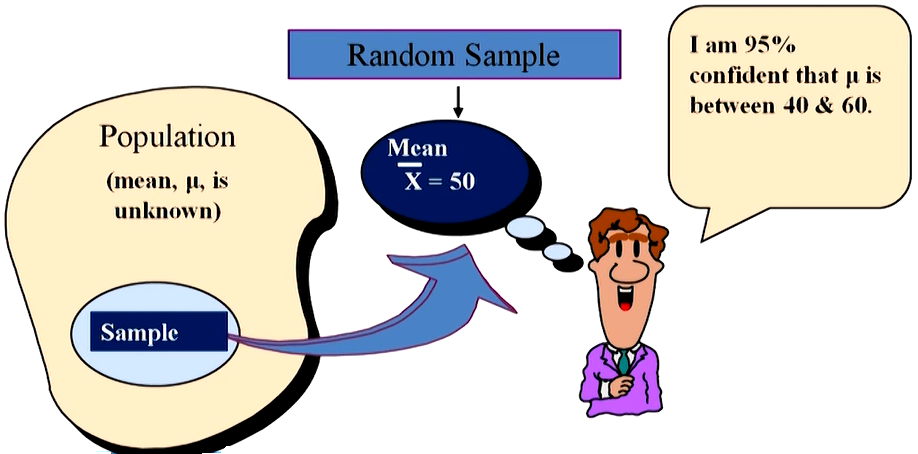 Random Sample
I am 95%
confident that μ is
between 40 & 60.
Population
(mean, μ, is
unknown)
Mean
X̅ = 50
Sample